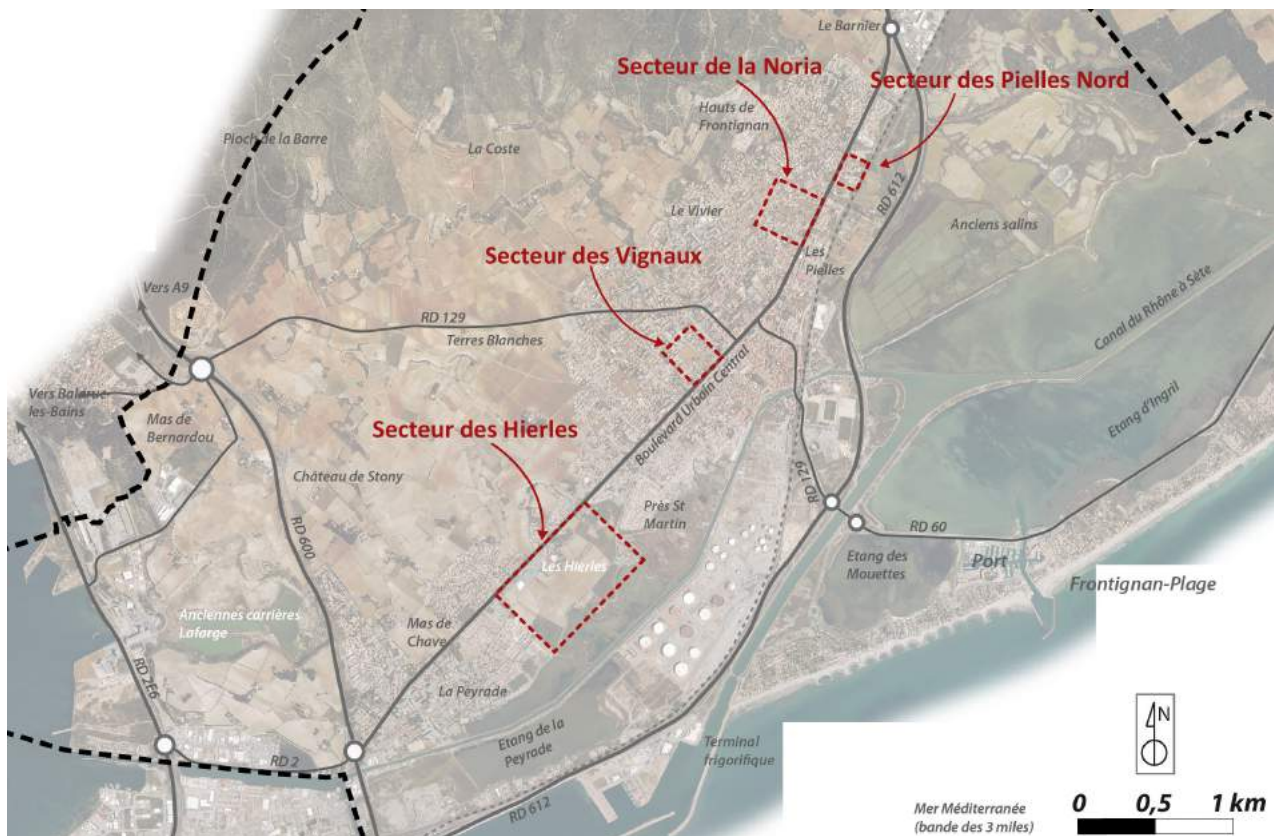 Le Barnier
Secteur de la Noria
Secteur des Pielles Nord
Hauts de
Frontignan
Pioch de la Barre
La Coste
RD 612
Le Vivier
Anciens salins
Les
Pielles
Secteur des Vignaux
Vers A9
RD 129
Terres Blanches
Canal du Rhône à Sète
Boulevard Urbain Central
Vers Balaruc-
les-Bains
Mas de
Bernardou
Etang d'Ingril
Secteur des Hierles
Château de Stony
RD 129
Près St
Martin
RD 600
RD 60
Les Hierles
Etang des
Mouettes
Port
Frontignan-Plage
Anciennes carrières
Lafarge
Mas de
Chave
RD 2E6
La Peyrade
Etang de la
Peyrade
Terminal
frigorifique
RD 2
RD 612
N
Mer Méditerranée
(bande des 3 miles)
0 0,5 1 km